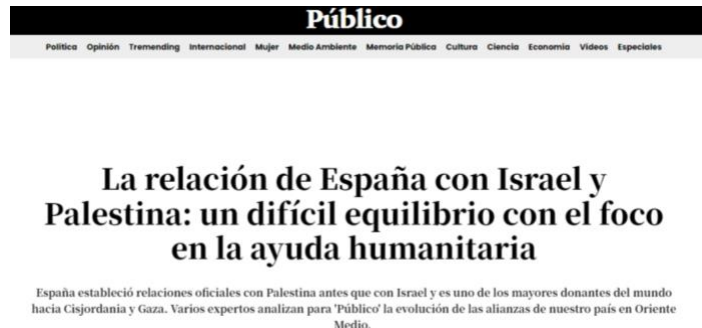 Público
Política Opinión Tremending Internacional Mujer Medio Ambiente Memoria Pública Cultura Ciencia Economía Videos Especiales
La relación de España con Israel y
Palestina: un difícil equilibrio con el foco
en la ayuda humanitaria
España estableció relaciones oficiales con Palestina antes que con Israel y es uno de los mayores donantes del mundo
hacia Cisjordania y Gaza. Varios expertos analizan para 'Público' la evolución de las alianzas de nuestro país en Oriente
Medio.